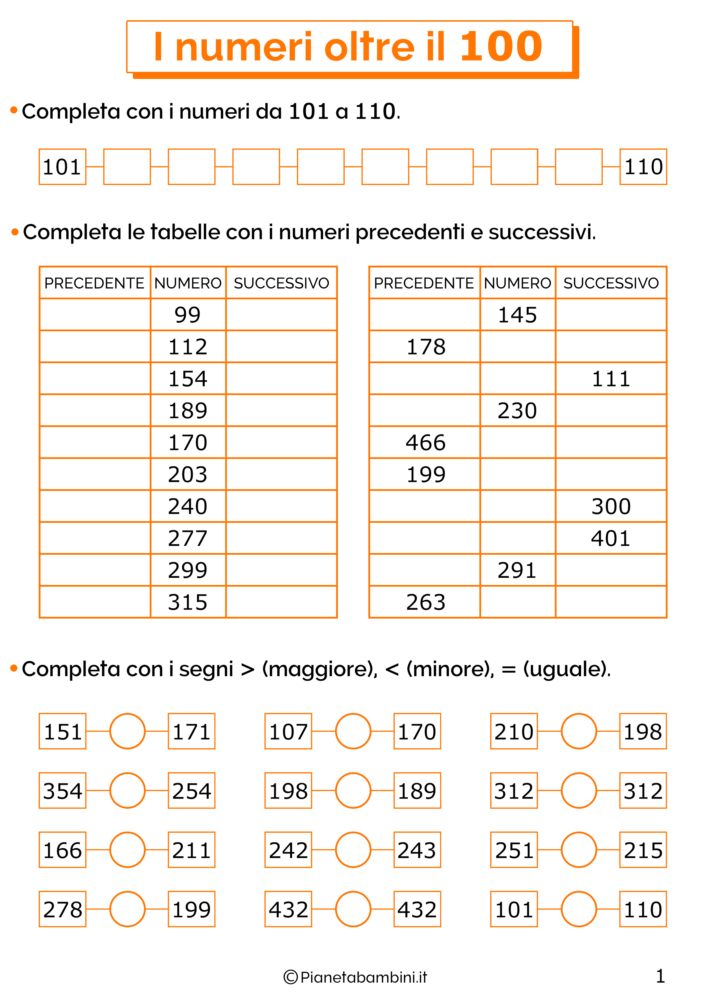 I numeri oltre il 100
• Completa con i numeri da 101 a 110.
101 110
• Completa le tabelle con i numeri precedenti e successivi.
PRECEDENTE NUMERO SUCCESSIVO
99
112
154
189
170
203
240
277
299
315
PRECEDENTE NUMERO SUCCESSIVO
145
178
111
230
466
199
300
401
291
263
• Completa con i segni > (maggiore), < (minore), = (uguale).
151 171 107 170 210 198
354 254 198 189 312 312
166 211 242 243 251 215
278 199 432 432 101 110
©Pianetabambini.it
1